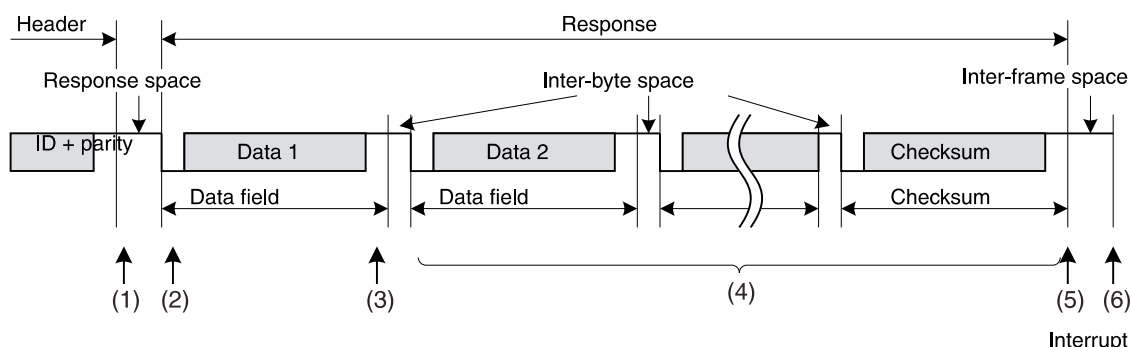 Header
Response
Response space
Inter-byte space
Inter-frame space
ID + parity
Data 1
Data 2
Checksum
Data field
Data field
Checksum
(1)
(2)
(3)
(4)
(5)
(6)
Interrupt